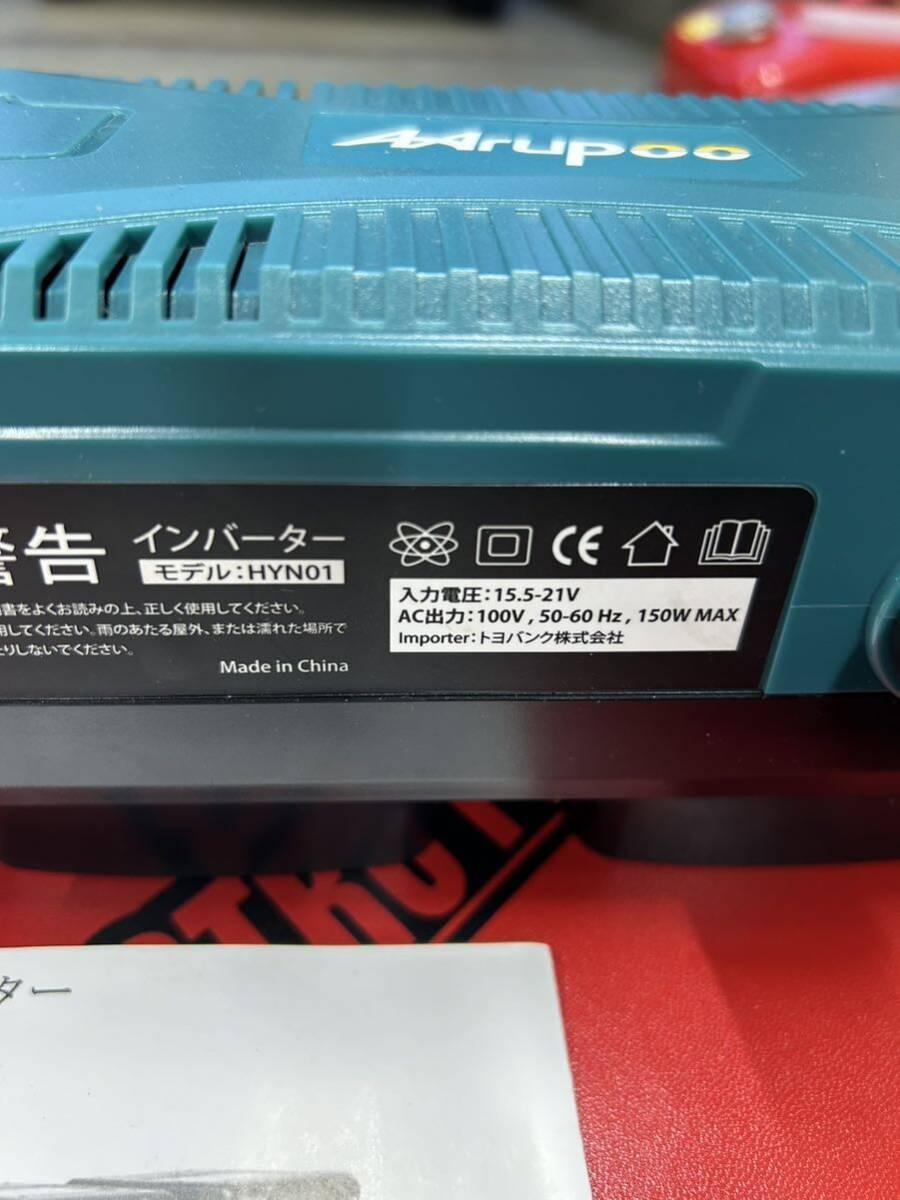 AArupoo
警告 インバーター
モデル：HYN01
書をよくお読みの上、正しく使用してください。
用してください。雨のあたる屋外、または濡れた場所で
たりしないでください。
Made in China
CE
入力電圧：15.5-21V
AC出力：100V , 50-60 Hz , 150W MAX
Importer：トヨバンク株式会社
ター